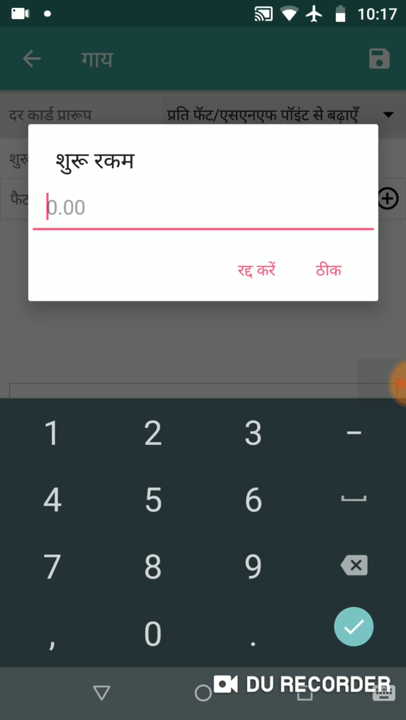 10:17
गाय
दर कार्ड प्रारूप प्रति फॅट/एसएनएफ पॉइंट से बढ़ाएँ
शुरू रकम
0.00
रद्द करें ठीक
1 2 3 –
4 5 6
7 8 9
, 0 .
DU RECORDER